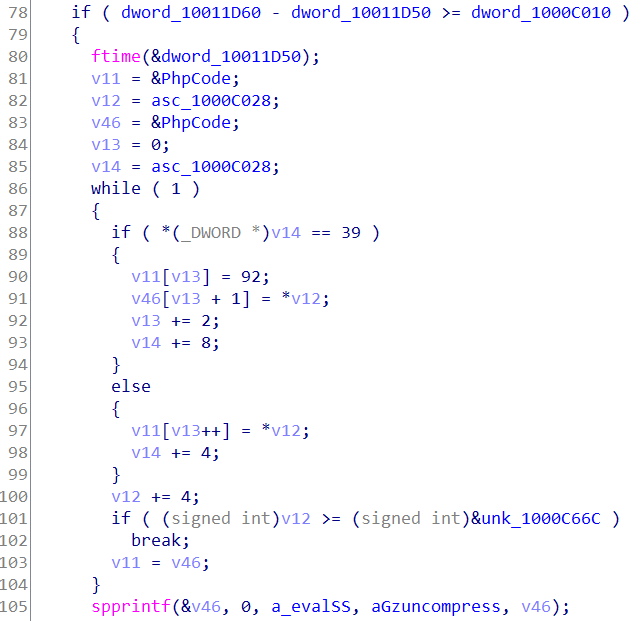 78 if ( dword_10011D60 - dword_10011D50 >= dword_1000C010 )
79 {
80 ftime(&dword_10011D50);
81 v11 = &PhpCode;
82 v12 = asc_1000C028;
83 v46 = &PhpCode;
84 v13 = 0;
85 v14 = asc_1000C028;
86 while ( 1 )
87 {
88 if ( *(_DWORD *)v14 == 39 )
89 {
90 v11[v13] = 92;
91 v46[v13 + 1] = *v12;
92 v13 += 2;
93 v14 += 8;
94 }
95 else
96 {
97 v11[v13++] = *v12;
98 v14 += 4;
99 }
100 v12 += 4;
101 if ( (signed int)v12 >= (signed int)&unk_1000C66C )
102 break;
103 v11 = v46;
104 }
105 spprintf(&v46, 0, a_evalSS, aGzuncompress, v46);